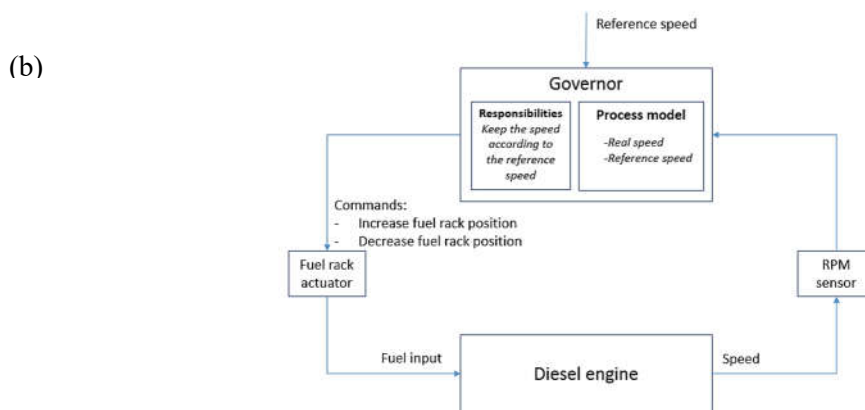 Reference speed
(b)
Governor
Responsibilities
Keep the speed
according to
the reference
speed
Process model
-Real speed
-Reference speed
Commands:
- Increase fuel rack position
- Decrease fuel rack position
Fuel rack
actuator
RPM
sensor
Fuel input
Diesel engine
Speed